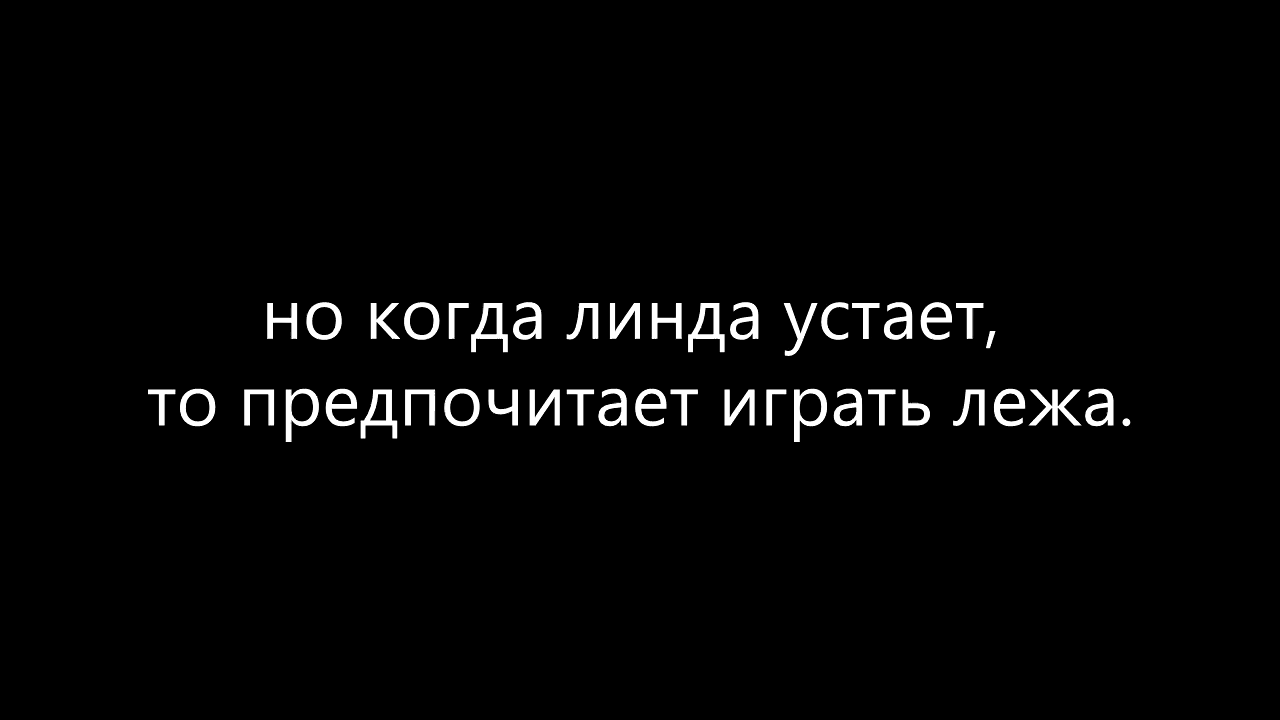 но когда линда устает,
то предпочитает играть лежа.